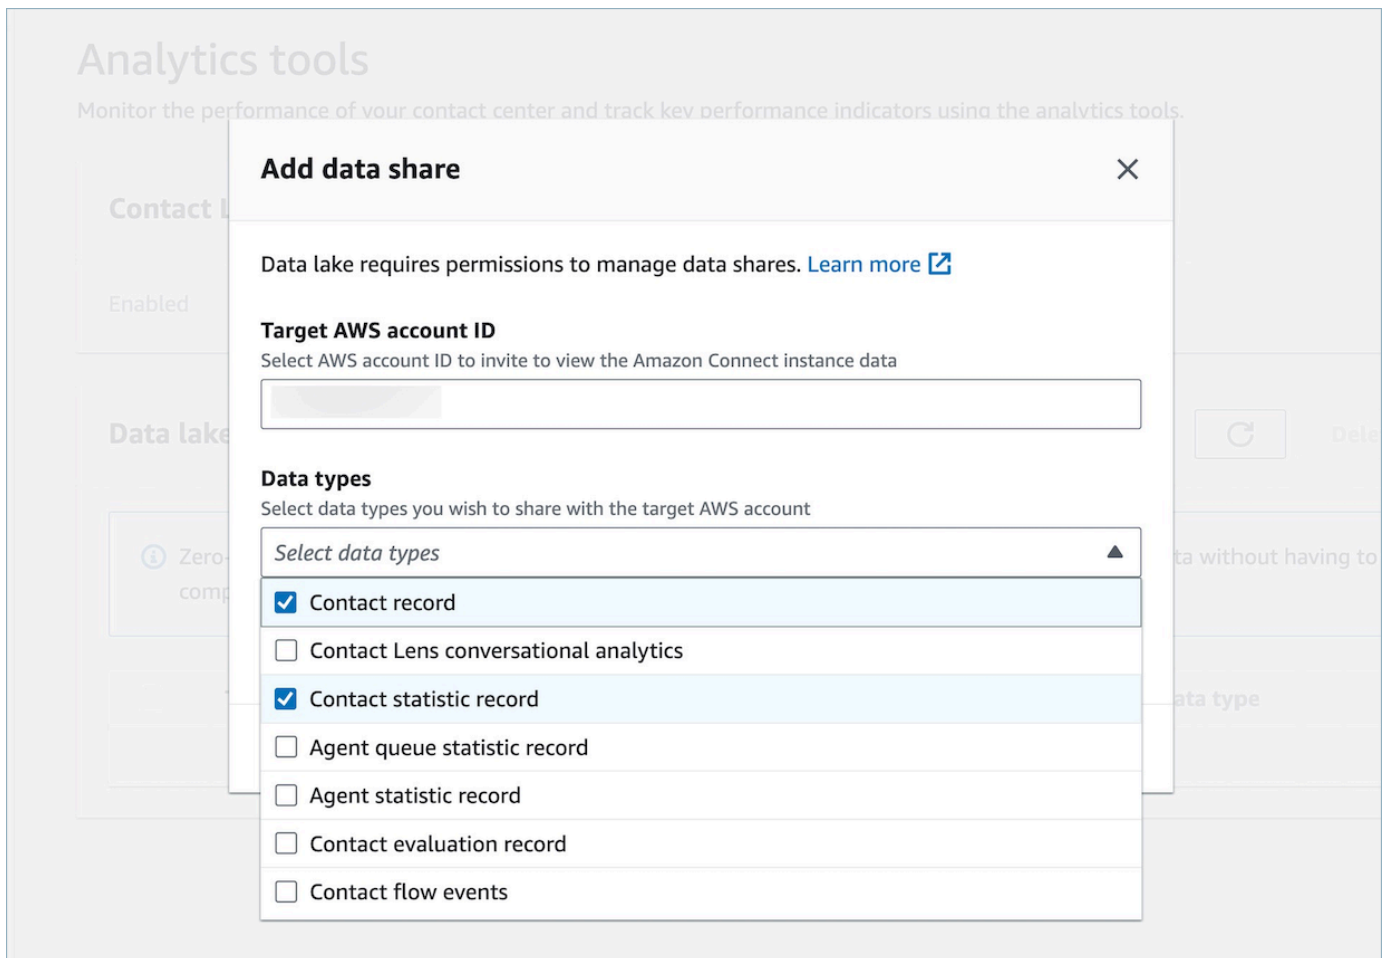 Analytics tools
Monitor the performance of your contact center and track key performance indicators using the analytics tools.
Add data share
Contact L
Data lake requires permissions to manage data shares. Learn more
Enabled
Target AWS account ID
Select AWS account ID to invite to view the Amazon Connect instance data
Data lake
Dele
Data types
Select data types you wish to share with the target AWS account
Select data types
Zero-
ta without having to
comp
Contact record
Contact Lens conversational analytics
Contact statistic record
ata type
Agent queue statistic record
Agent statistic record
Contact evaluation record
Contact flow events